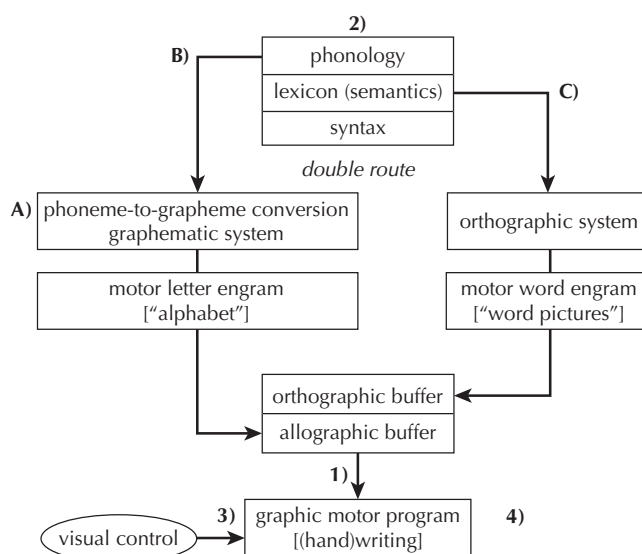 2)
B)
phonology
lexicon (semantics)
C)
syntax
double route
A)
phoneme-to-grapheme conversion
graphematic system
orthographic system
motor letter engram
[“alphabet”]
motor word engram
[“word pictures”]
orthographic buffer
allographic buffer
1)
visual control
3)
graphic motor program
[(hand)writing]
4)